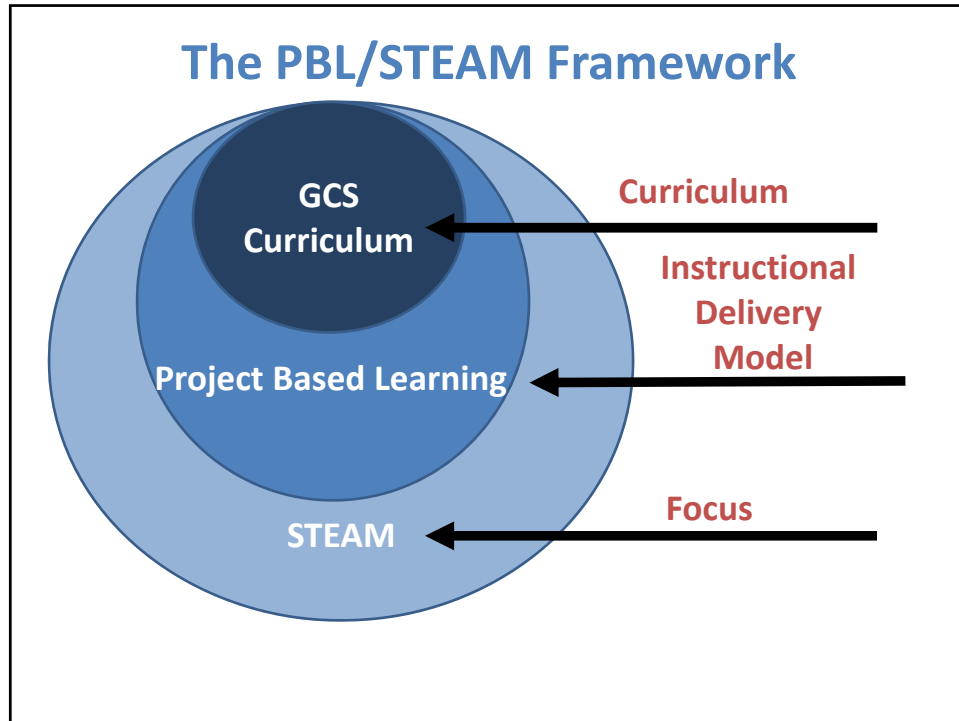 The PBL/STEAM Framework
GCS
Curriculum
Curriculum
Instructional
Delivery
Model
Project Based Learning
Focus
STEAM